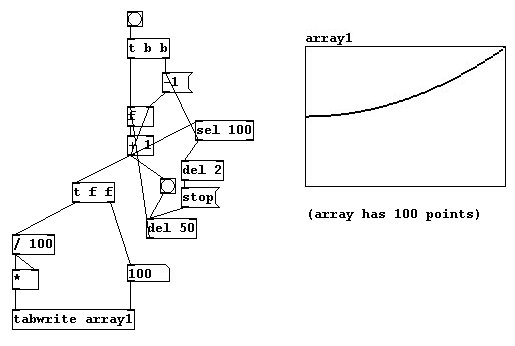 array1
t b b
-1
f
+ 1
sel 100
del 2
t f f
stop
(array has 100 points)
del 50
/ 100
*
100
tabwrite array1